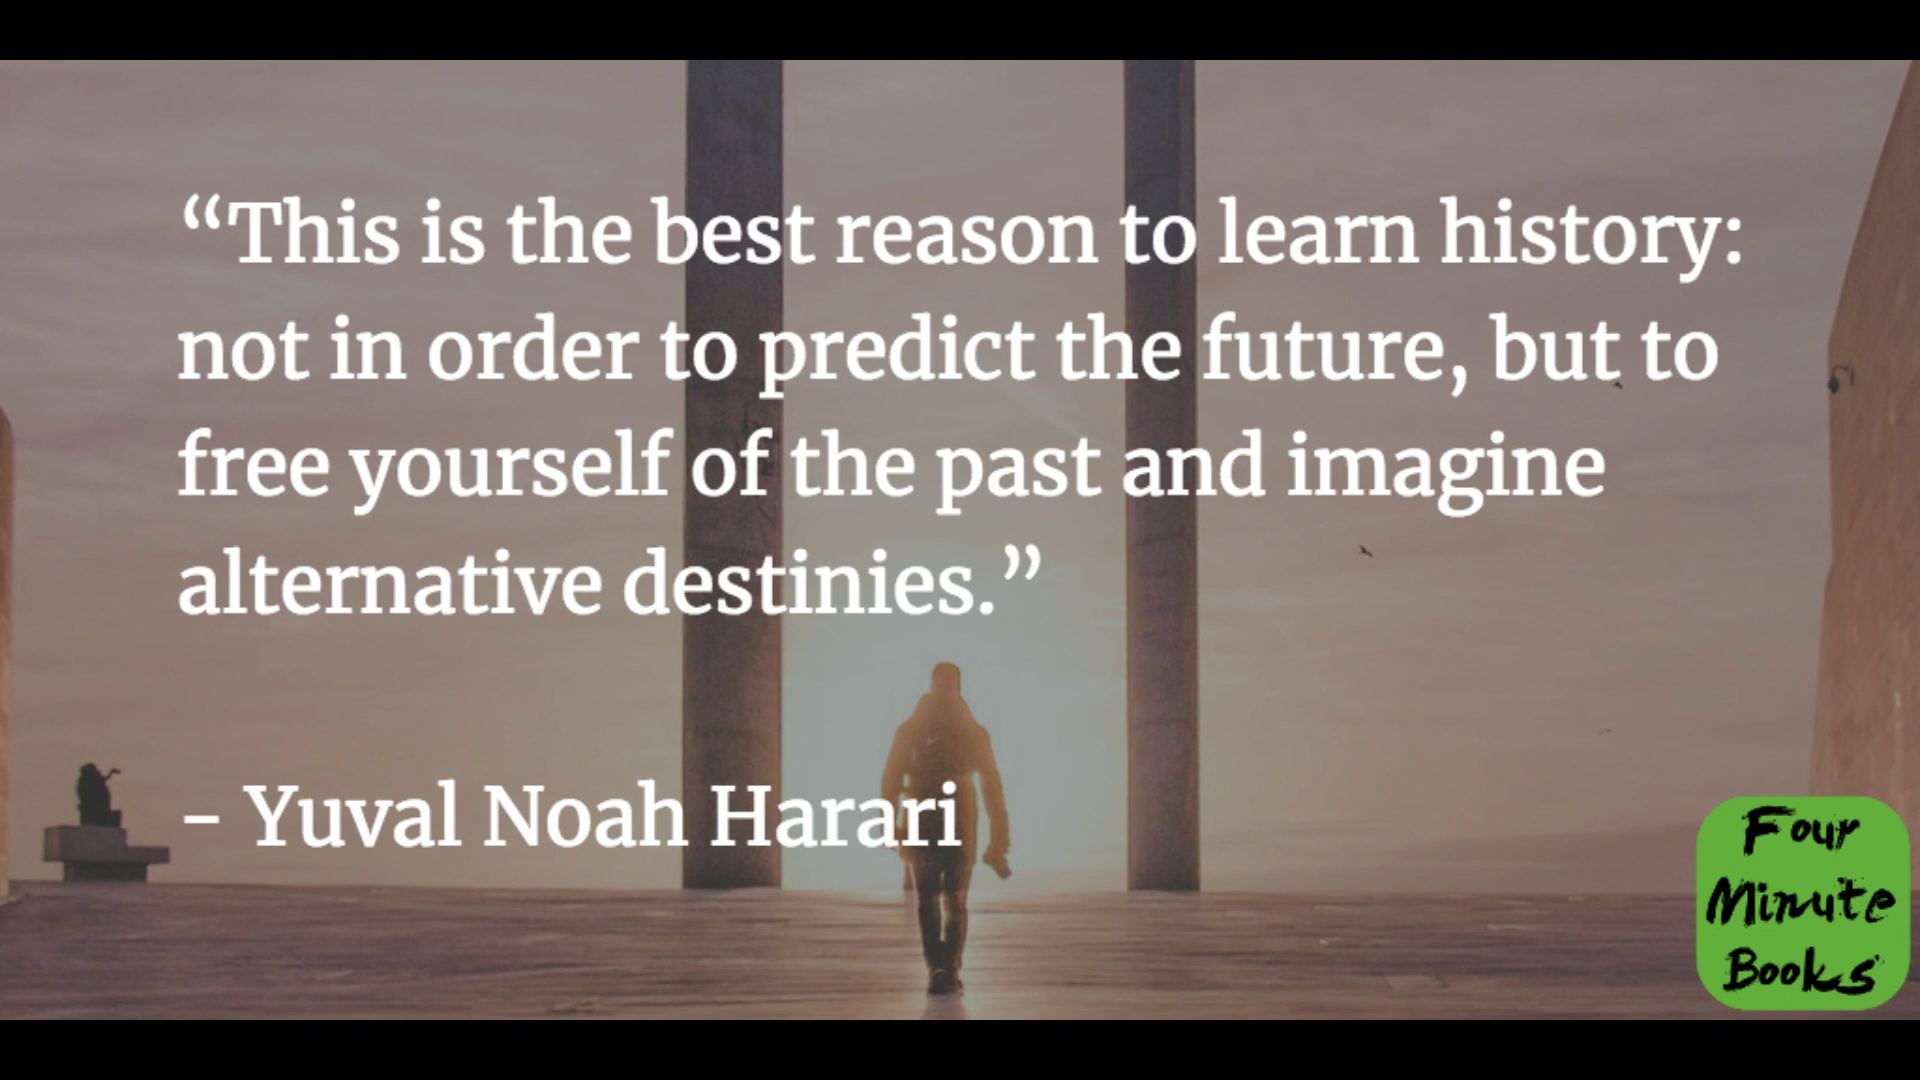 “This is the best reason to learn history:
not in order to predict the future, but to
free yourself of the past and imagine
alternative destinies.”
– Yuval Noah Harari
Four
Minute
Books